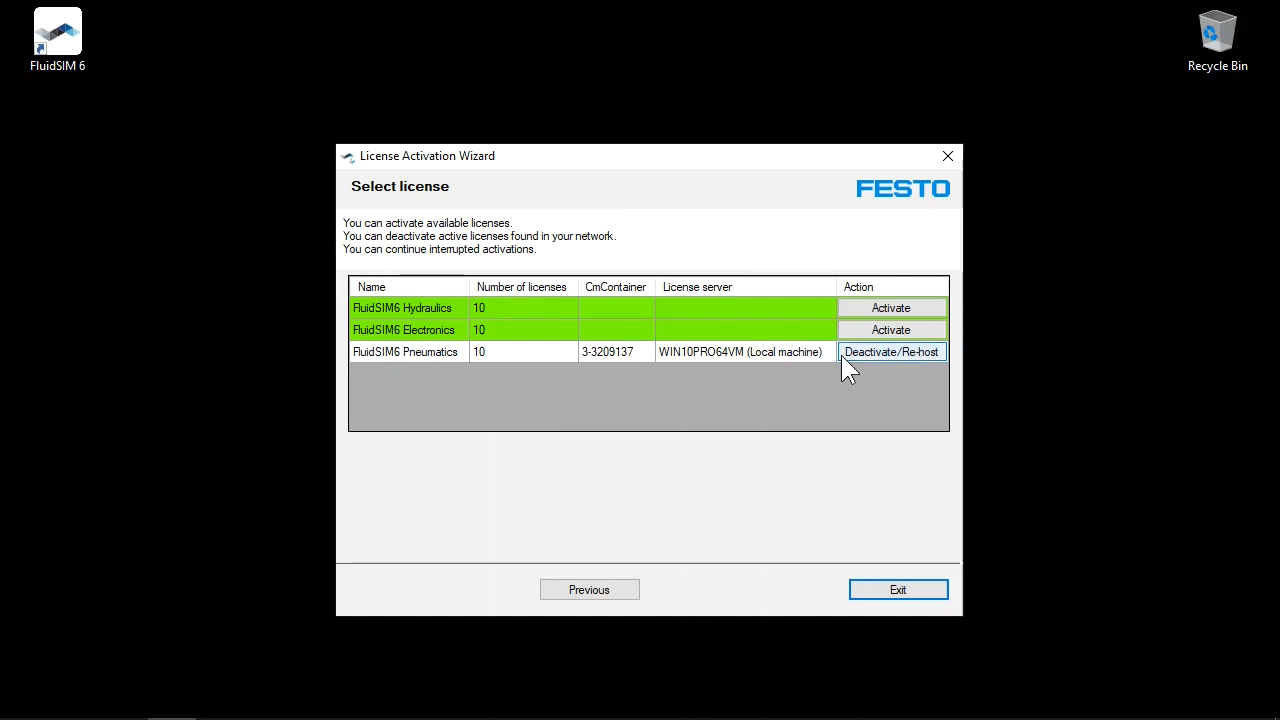 FluidSIM 6
Recycle Bin
License Activation Wizard
Select license
FESTO
You can activate available licenses.
You can deactivate active licenses found in your network.
You can continue interrupted activations.
Name Number of licenses CmContainer License server Action
FluidSIM6 Hydraulics 10 Activate
FluidSIM6 Electronics 10 Activate
FluidSIM6 Pneumatics 10 3-3209137 WIN10PRO64VM (Local machine) Deactivate/Re-host
Previous Exit